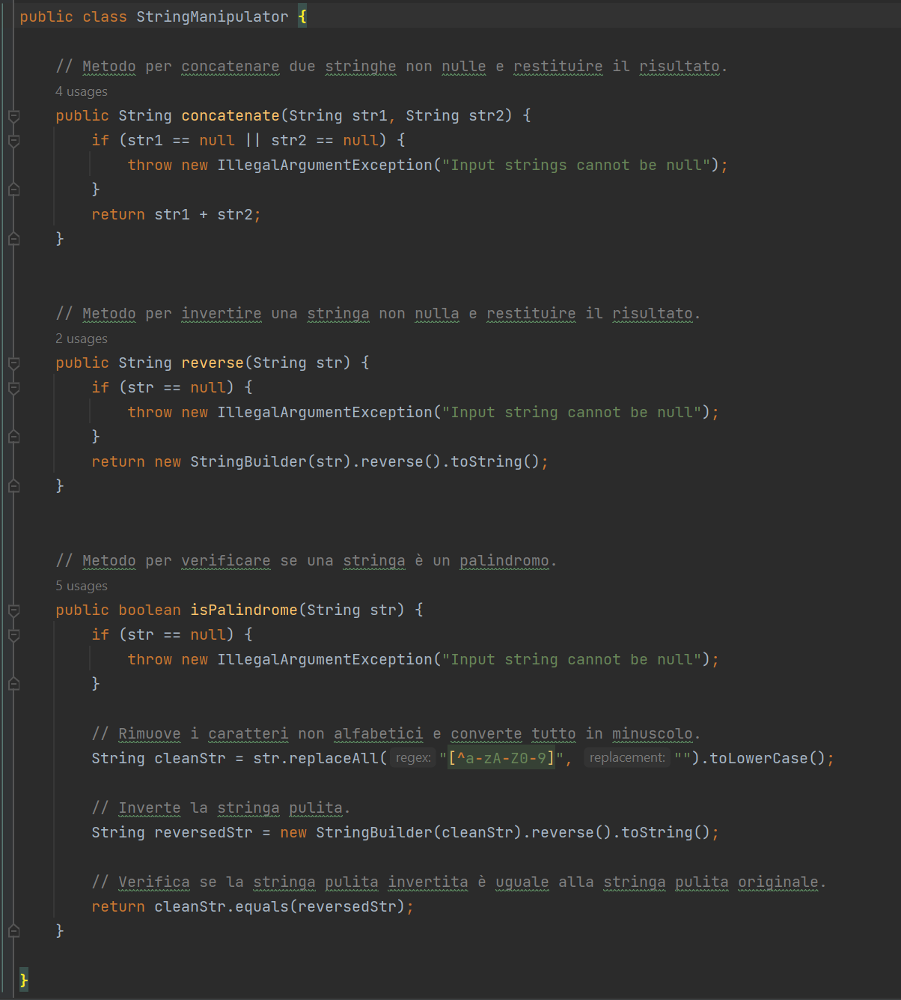 public class StringManipulator {
// Metodo per concatenare due stringhe non nulle e restituire il risultato.
4 usages
public String concatenate(String str1, String str2) {
if (str1 == null || str2 == null) {
throw new IllegalArgumentException("Input strings cannot be null");
}
return str1 + str2;
}
// Metodo per invertire una stringa non nulla e restituire il risultato.
2 usages
public String reverse(String str) {
if (str == null) {
throw new IllegalArgumentException("Input string cannot be null");
}
return new StringBuilder(str).reverse().toString();
}
// Metodo per verificare se una stringa è un palindromo.
5 usages
public boolean isPalindrome(String str) {
if (str == null) {
throw new IllegalArgumentException("Input string cannot be null");
}
// Rimuove i caratteri non alfabetici e converte tutto in minuscolo.
String cleanStr = str.replaceAll( regex: "[^a-zA-Z0-9]", replacement: "").toLowerCase();
// Inverte la stringa pulita.
String reversedStr = new StringBuilder(cleanStr).reverse().toString();
// Verifica se la stringa pulita invertita è uguale alla stringa pulita originale.
return cleanStr.equals(reversedStr);
}
}